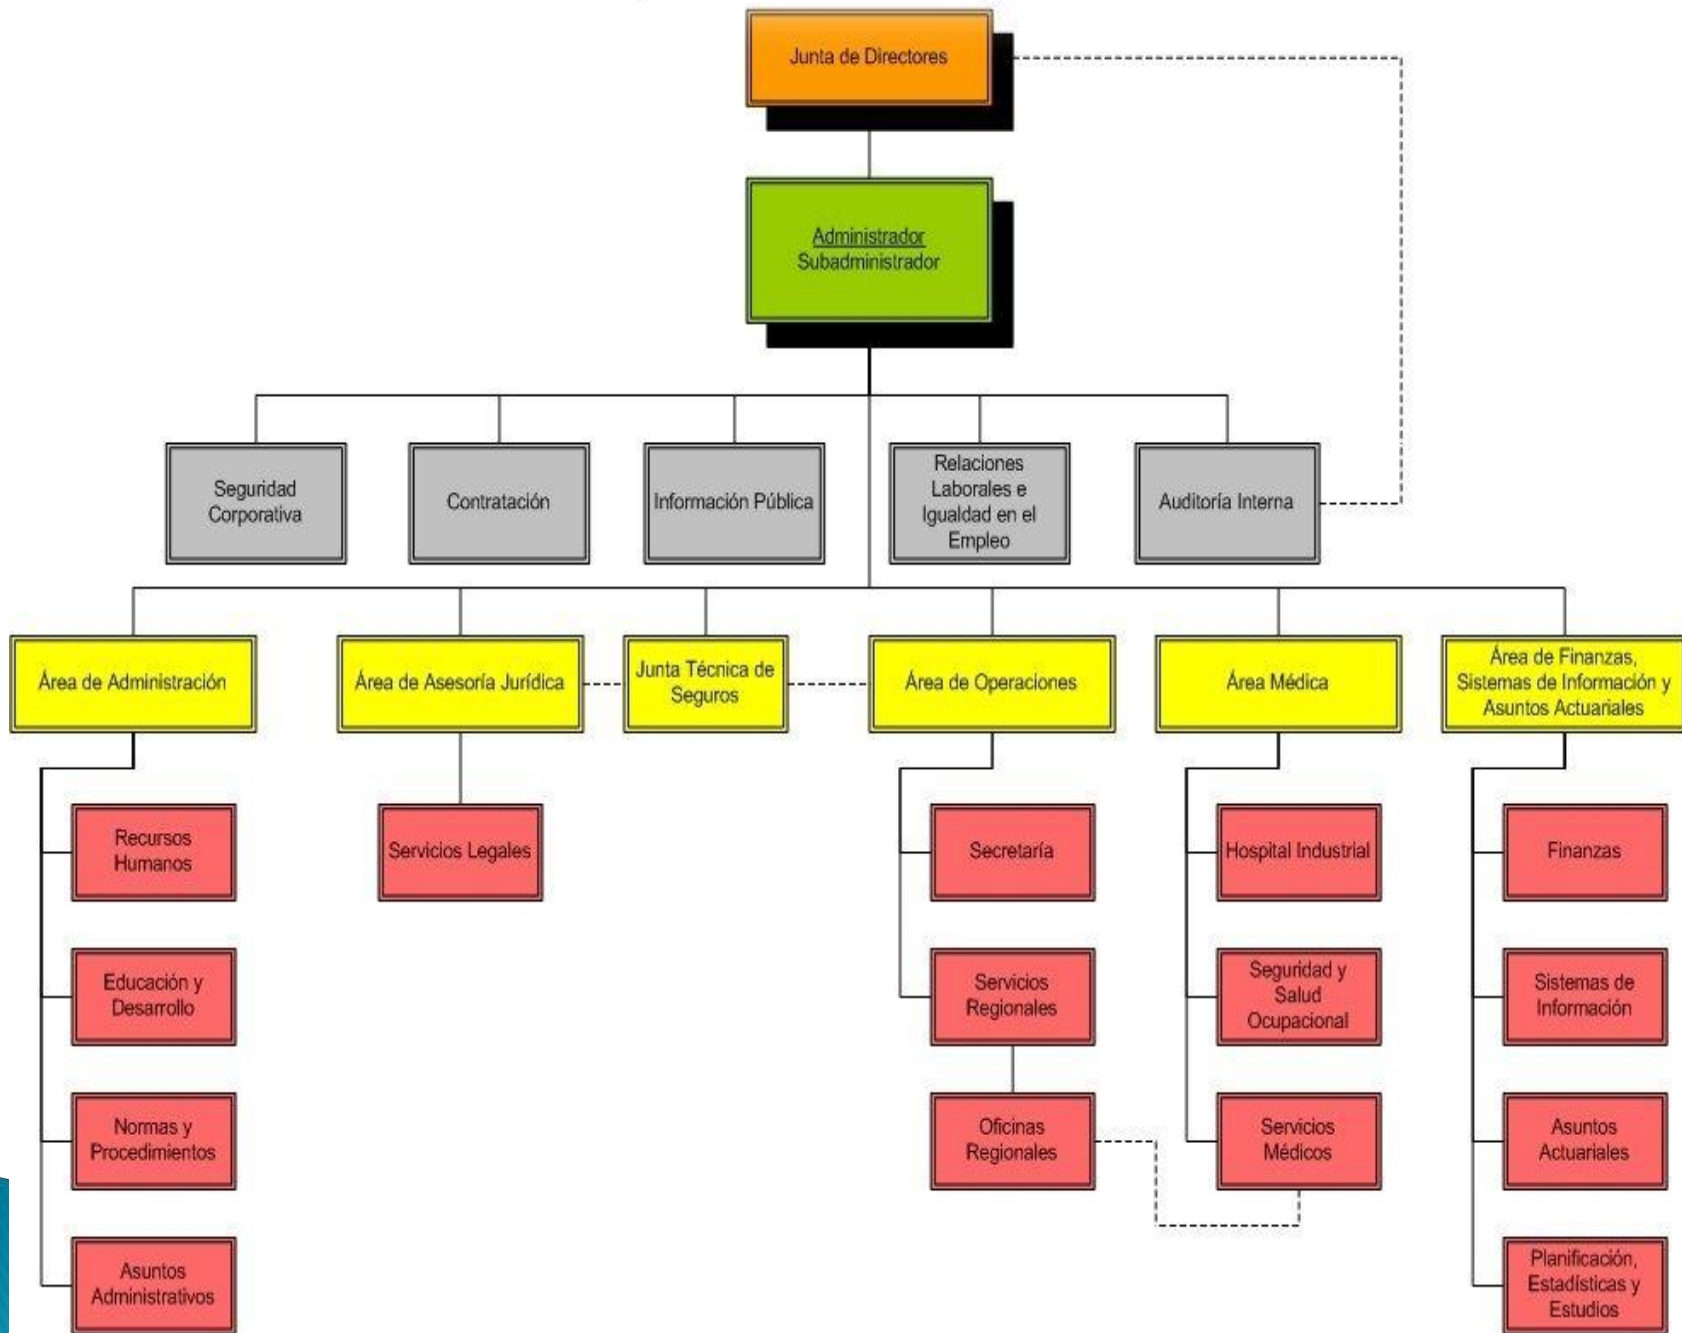 Junta de Directores
Administrador
Subadministrador
Seguridad
Corporativa
Contratación
Información Pública
Relaciones
Laborales e
Igualdad en el
Empleo
Auditoría Interna
Área de Administración
Área de Asesoría Jurídica
Junta Técnica de
Seguros
Área de Operaciones
Área Médica
Área de Finanzas,
Sistemas de Información y
Asuntos Actuariales
Recursos
Humanos
Servicios Legales
Secretaría
Hospital Industrial
Finanzas
Educación y
Desarrollo
Servicios
Regionales
Seguridad y
Salud
Ocupacional
Sistemas de
Información
Normas y
Procedimientos
Oficinas
Regionales
Servicios
Médicos
Asuntos
Actuariales
Asuntos
Administrativos
Planificación,
Estadísticas y
Estudios